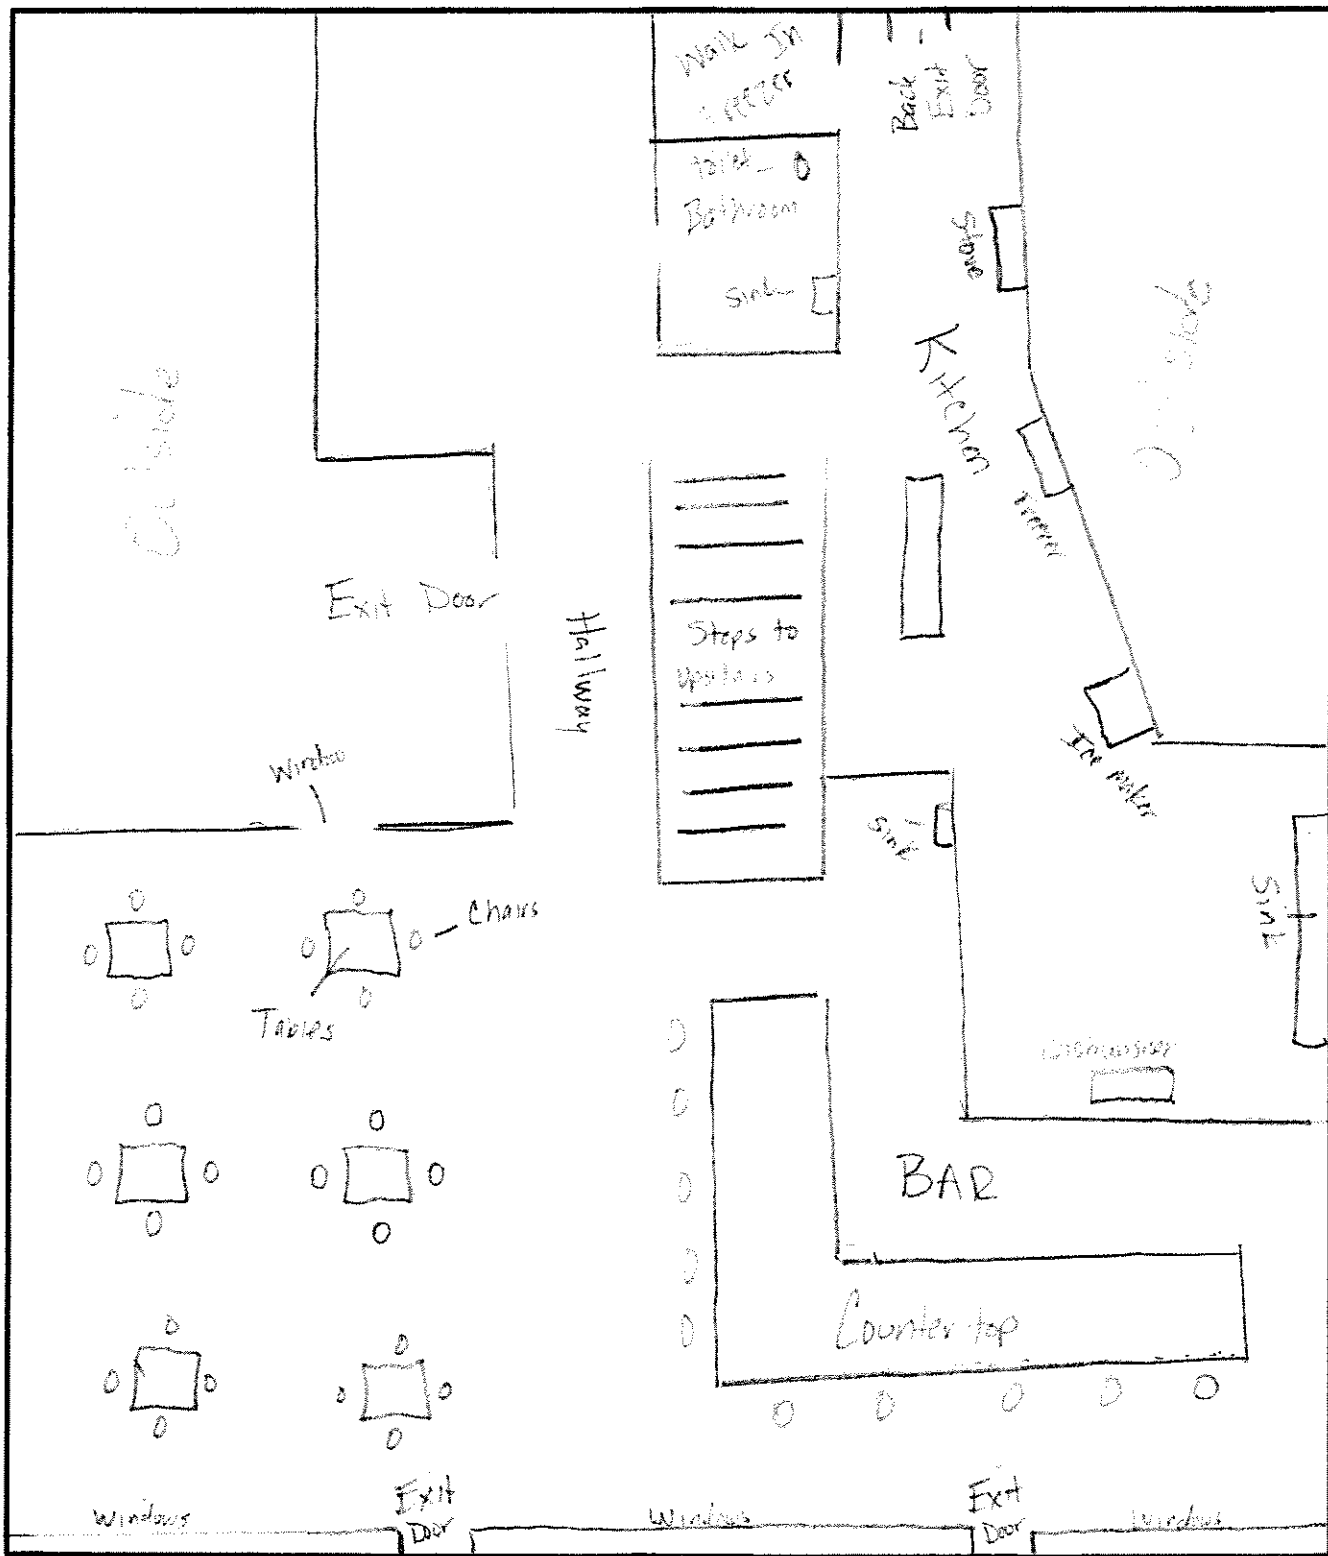 Walk In
Freezer
Back
Exit
Door
toilet
Bathroom
Sink
Stove
Kitchen
Freezer
Outside
Outside
Exit Door
Hallway
Steps to
upstairs
Ice maker
Window
Sink
Sink
Chairs
Tables
Dishwasher
BAR
Counter top
Windows
Exit
Door
Windows
Exit
Door
Windows